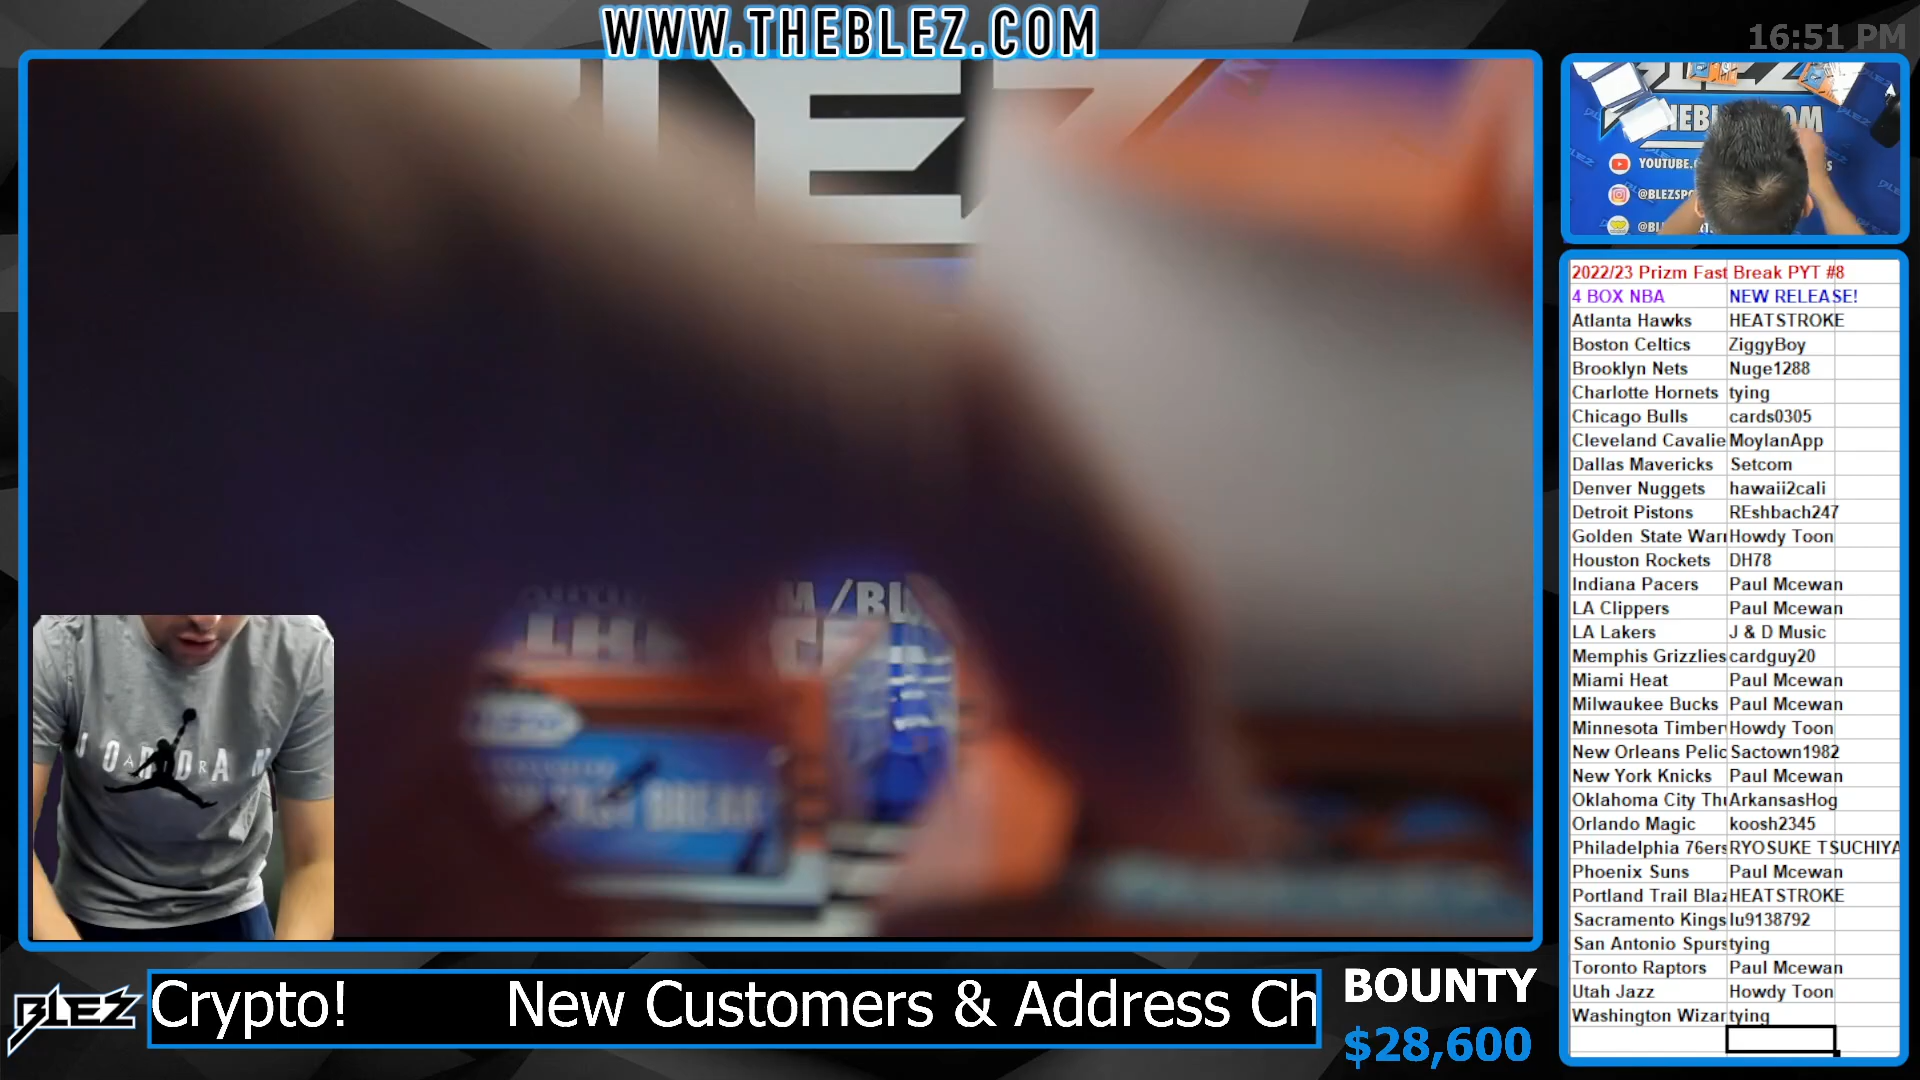 WWW.THEBLEZ.COM
16:51 PM
YOUTUBE.
2022/23 Prizm Fast Break PYT #8
4 BOX NBA NEW RELEASE!
Atlanta Hawks HEATSTROKE
Boston Celtics ZiggyBoy
Brooklyn Nets Nuge1288
Charlotte Hornets tying
Chicago Bulls cards0305
Cleveland Cavalie MoylanApp
Dallas Mavericks Setcom
Denver Nuggets hawaii2cali
Detroit Pistons REshbach247
Golden State Warr Howdy Toon
Houston Rockets DH78
Indiana Pacers Paul Mcewan
LA Clippers Paul Mcewan
LA Lakers J & D Music
Memphis Grizzlies cardguy20
Miami Heat Paul Mcewan
Milwaukee Bucks Paul Mcewan
Minnesota Timber Howdy Toon
New Orleans Pelic Sactown1982
New York Knicks Paul Mcewan
Oklahoma City Thu ArkansasHog
Orlando Magic koosh2345
Philadelphia 76ers RYOSUKE TSUCHIYA
Phoenix Suns Paul Mcewan
Portland Trail Blaz HEATSTROKE
Sacramento Kings lu9138792
San Antonio Spurs tying
Toronto Raptors Paul Mcewan
Utah Jazz Howdy Toon
Washington Wizar tying
JORDAN
AIR
BLEZ
Crypto! New Customers & Address Ch
BOUNTY
$28,600